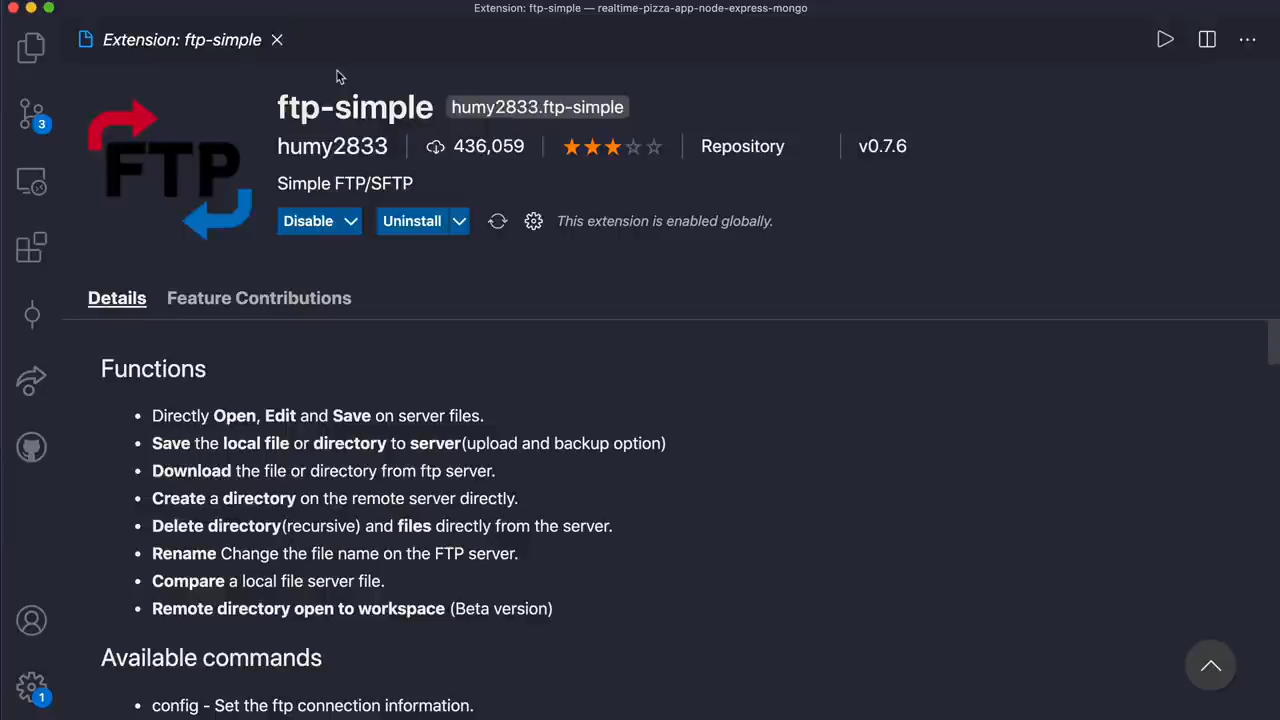 Extension: ftp-simple — realtime-pizza-app-node-express-mongo
Extension: ftp-simple
FTP
ftp-simple humy2833.ftp-simple
humy2833 436,059 Repository v0.7.6
Simple FTP/SFTP
Disable Uninstall This extension is enabled globally.
3
Details Feature Contributions
Functions
• Directly Open, Edit and Save on server files.
• Save the local file or directory to server(upload and backup option)
• Download the file or directory from ftp server.
• Create a directory on the remote server directly.
• Delete directory(recursive) and files directly from the server.
• Rename Change the file name on the FTP server.
• Compare a local file server file.
• Remote directory open to workspace (Beta version)
Available commands
• config - Set the ftp connection information.
1